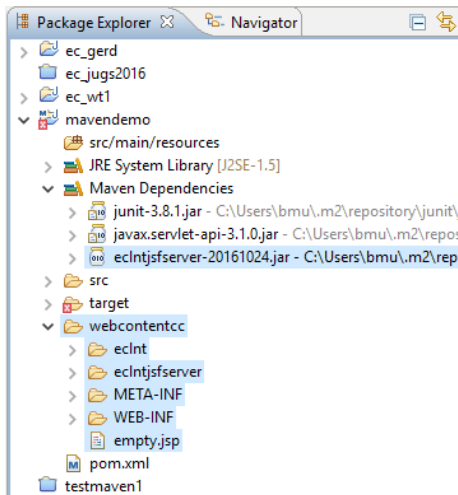 Package Explorer Navigator
ec_gerd
ec_jugs2016
ec_wt1
mavendemo
src/main/resources
JRE System Library [J2SE-1.5]
Maven Dependencies
junit-3.8.1.jar - C:\Users\bmu\.m2\repository\junit\
javax.servlet-api-3.1.0.jar - C:\Users\bmu\.m2\repos
eclntjsfserver-20161024.jar - C:\Users\bmu\.m2\rep
src
target
webcontentcc
eclnt
eclntjsfserver
META-INF
WEB-INF
empty.jsp
pom.xml
testmaven1